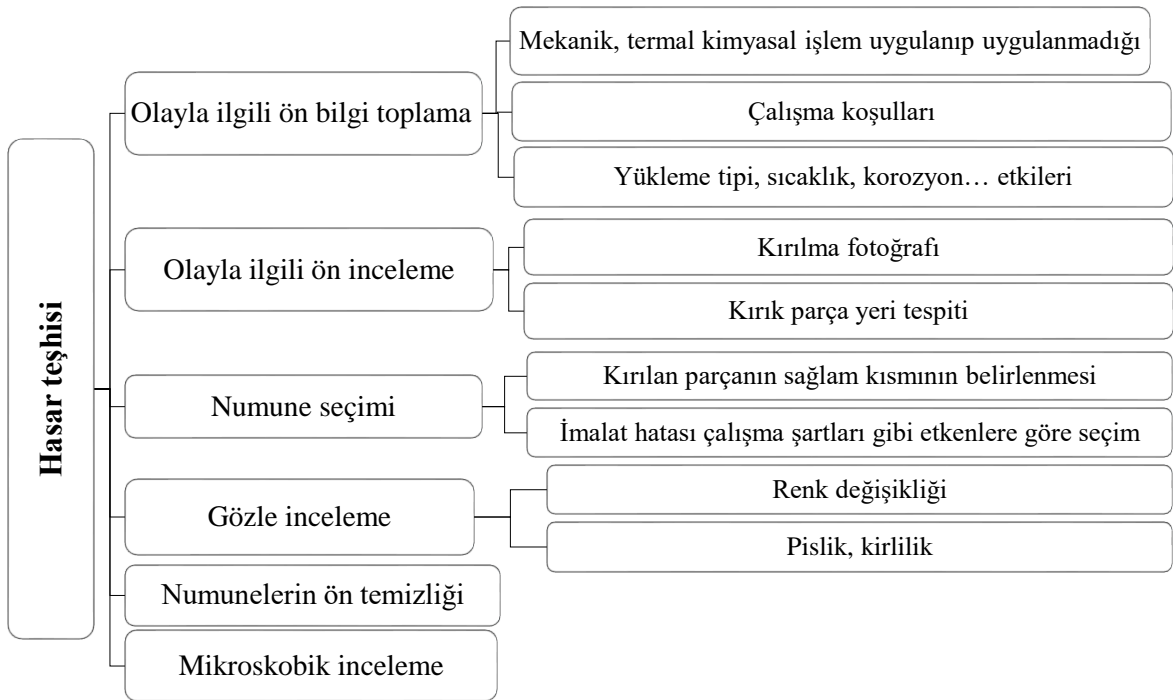 Hasar teşhisi
Olayla ilgili ön bilgi toplama
Mekanik, termal kimyasal işlem uygulanıp uygulanmadığı
Çalışma koşulları
Yükleme tipi, sıcaklık, korozyon… etkileri
Olayla ilgili ön inceleme
Kırılma fotoğrafı
Kırık parça yeri tespiti
Numune seçimi
Kırılan parçanın sağlam kısmının belirlenmesi
İmalat hatası çalışma şartları gibi etkenlere göre seçim
Gözle inceleme
Renk değişikliği
Pislik, kirlilik
Numunelerin ön temizliği
Mikroskobik inceleme